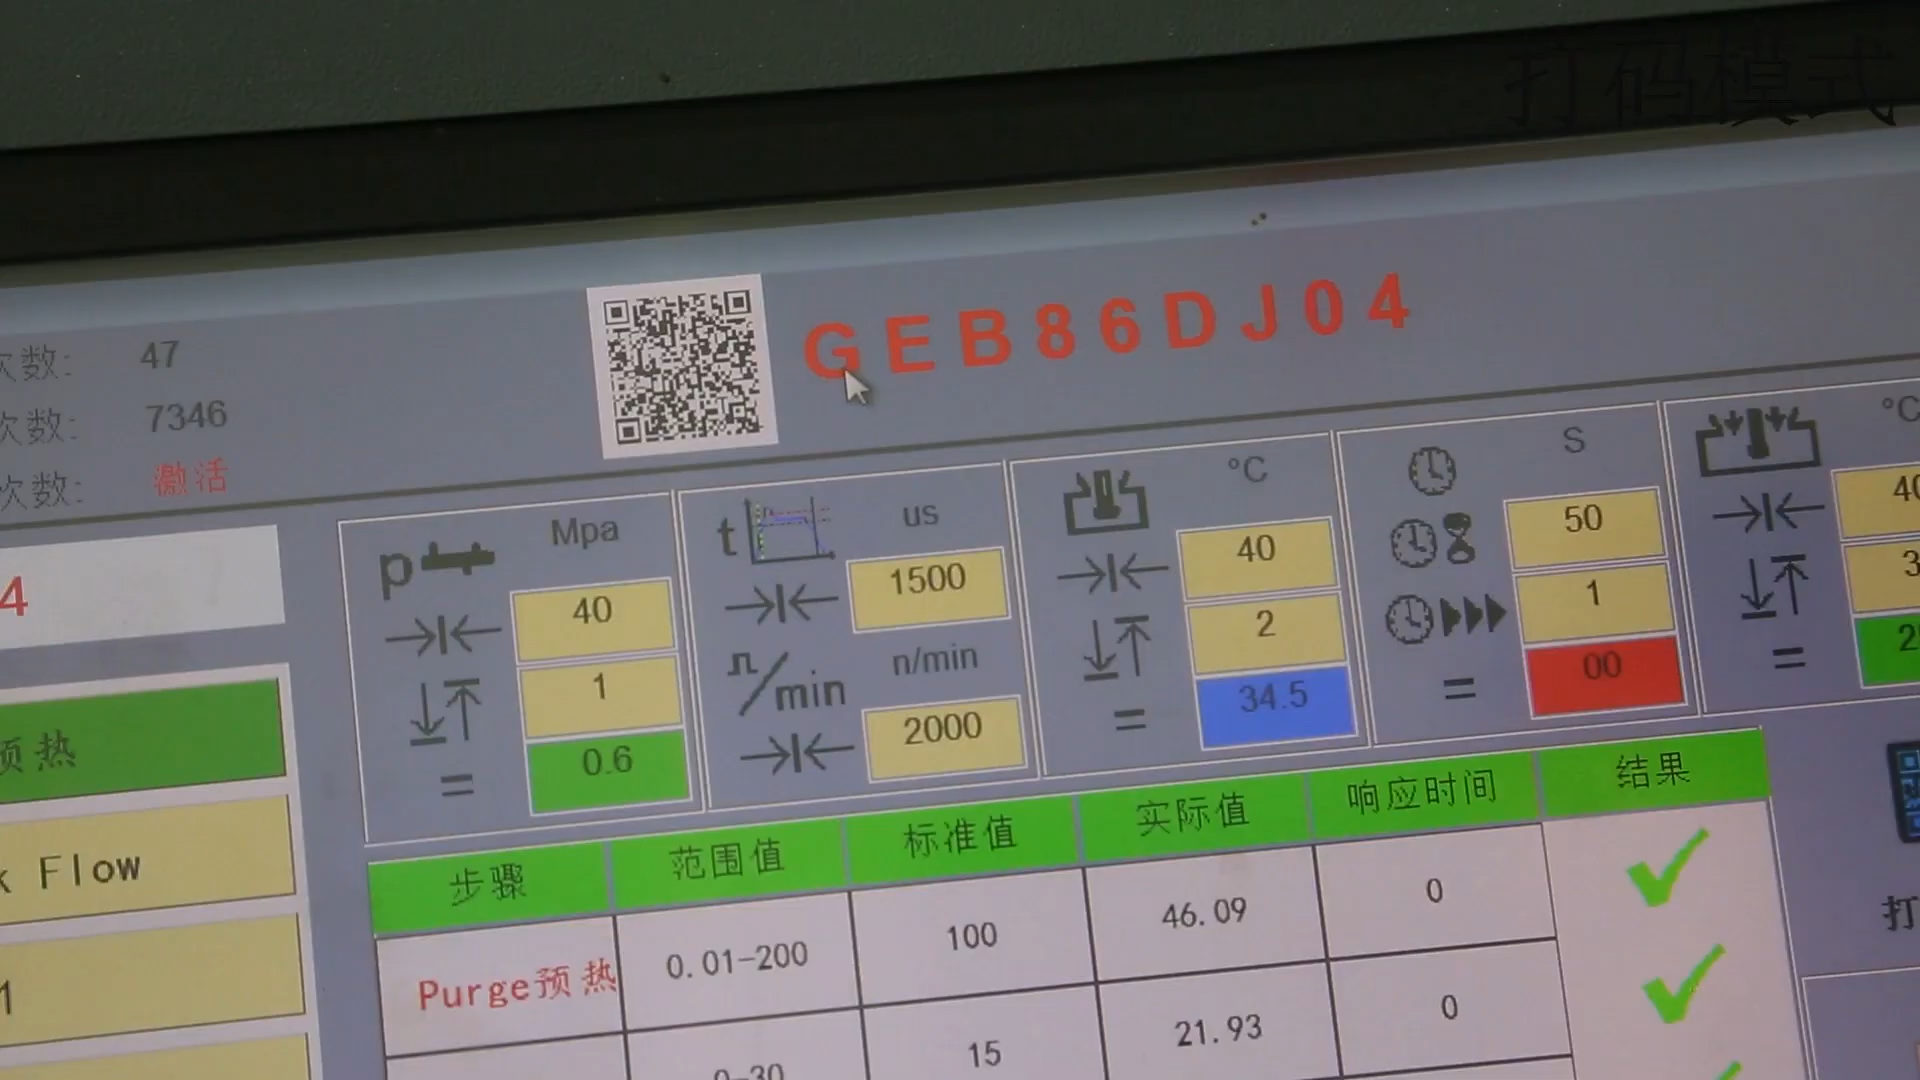 打码模式
GEB86DJ04
次数: 47
次数: 7346
次数: 激活
4
预热
k Flow
1
p
Mpa
40
1
=
0.6
t
us
1500
/min
n/min
2000
°C
40
2
=
34.5
S
50
1
=
00
°C
40
3
=
2
步骤 范围值 标准值 实际值 响应时间 结果
Purge预热 0.01-200 100 46.09 0
0-30 15 21.93 0
打